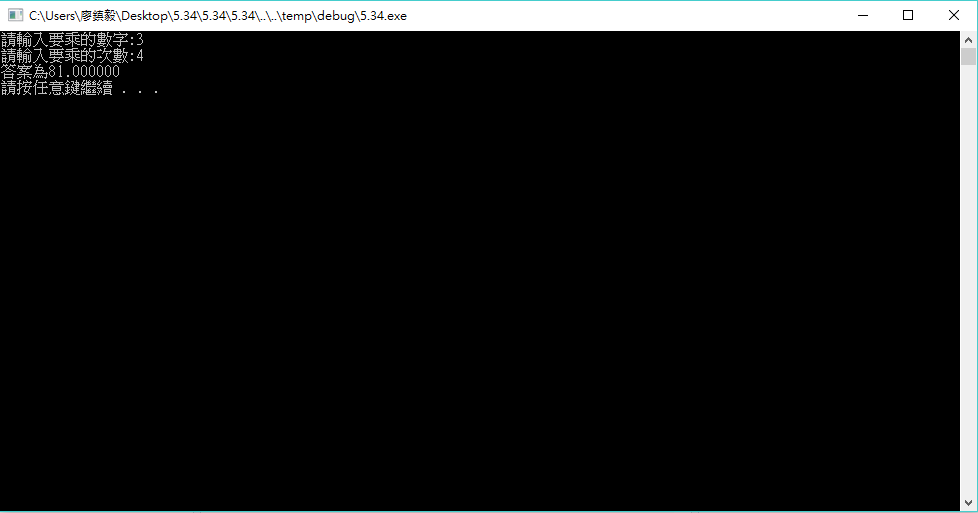 C:\Users\廖鎮毅\Desktop\5.34\5.34\5.34\..\..\temp\debug\5.34.exe
請輸入要乘的數字:3
請輸入要乘的次數:4
答案為81.000000
請按任意鍵繼續 . . .